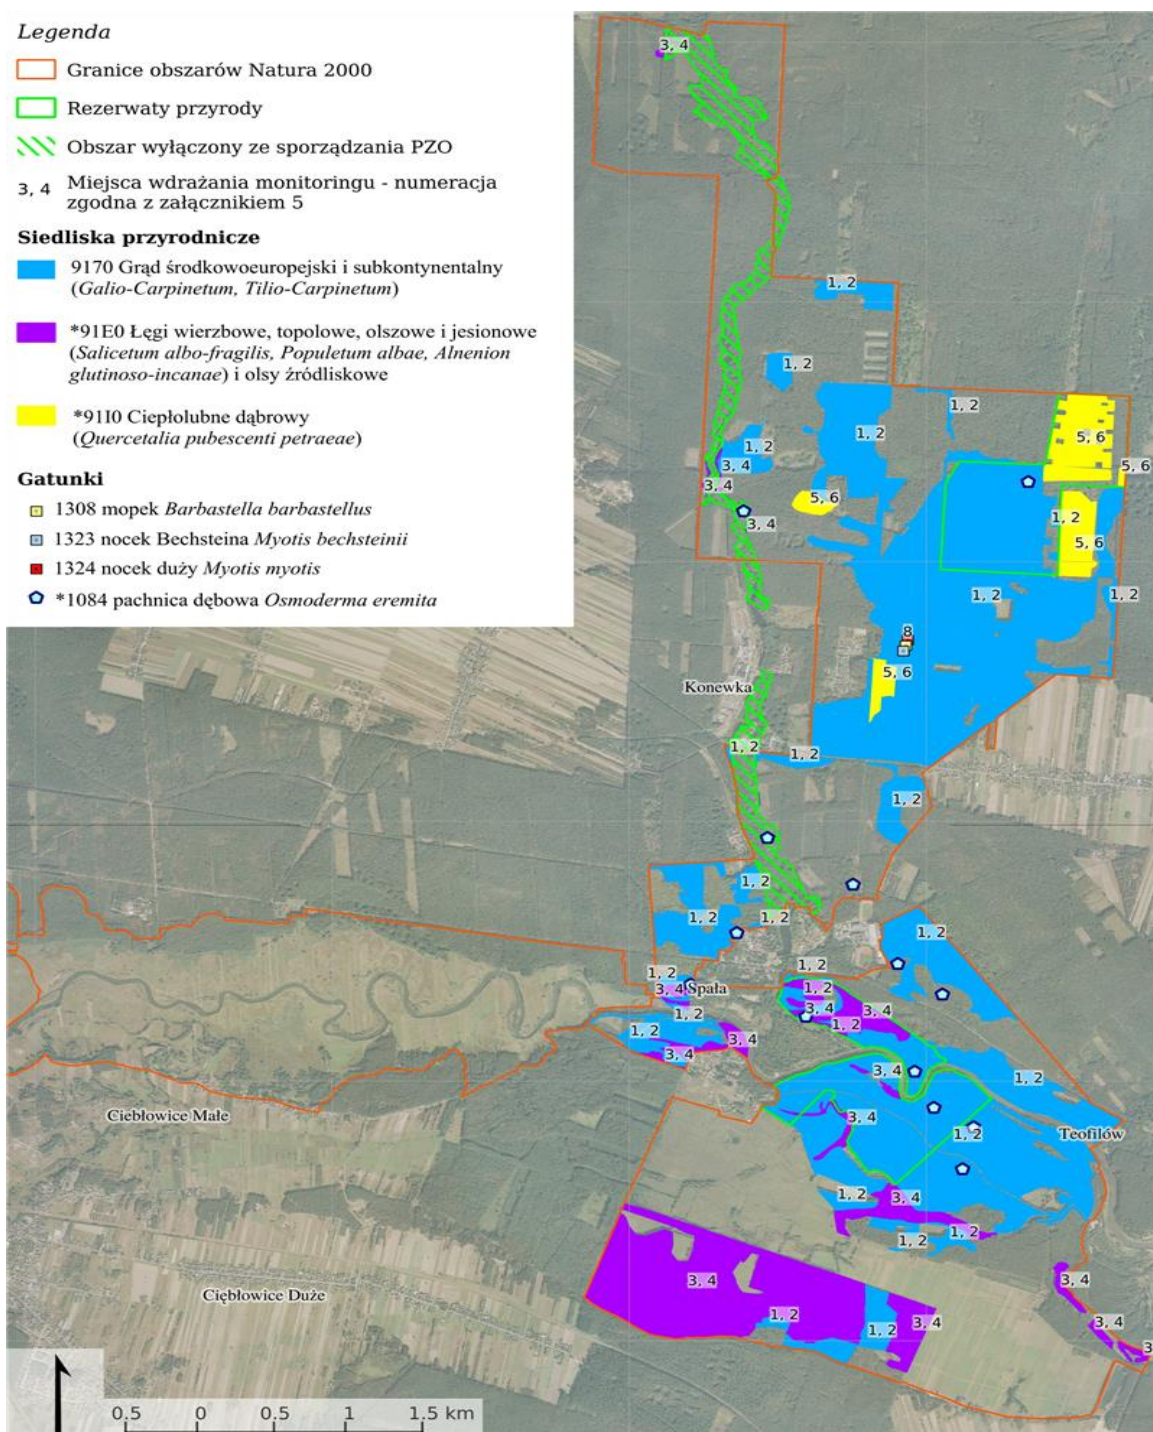 Legenda
Granice obszarów Natura 2000
Rezerwaty przyrody
Obszar wyłączony ze sporządzania PZO
3, 4 Miejsca wdrażania monitoringu - numeracja
zgodna z załącznikiem 5
Siedliska przyrodnicze
9170 Grąd środkowoeuropejski i subkontynentalny
(Galio-Carpinetum, Tilio-Carpinetum)
*91E0 Łęgi wierzbowe, topolowe, olszowe i jesionowe
(Salicetum albo-fragilis, Populetum albae, Alnenion
glutinoso-incanae) i olsy źródliskowe
*91I0 Ciepłolubne dąbrowy
(Quercetalia pubescenti petraeae)
Gatunki
1308 mopek Barbastella barbastellus
1323 nocek Bechsteina Myotis bechsteinii
1324 nocek duży Myotis myotis
*1084 pachnica dębowa Osmoderma eremita
3, 4
1, 2
1, 2
1, 2
1, 2
5, 6
1, 2
3, 4
5, 6
3, 4
5, 6
3, 4
1, 2
5, 6
1, 2
1, 2
8
5, 6
Konewka
1, 2
1, 2
1, 2
1, 2
1, 2
1, 2
1, 2
1, 2
1, 2
3, 4
Spała
1, 2
3, 4
3, 4
1, 2
1, 2
1, 2
3, 4
3, 4
3, 4
1, 2
Ciebłowice Małe
3, 4
1, 2
Teofilów
1, 2
3, 4
1, 2
1, 2
3, 4
3, 4
Ciębłowice Duże
1, 2
1, 2
3, 4
3, 4
3
0.5 0 0.5 1 1.5 km